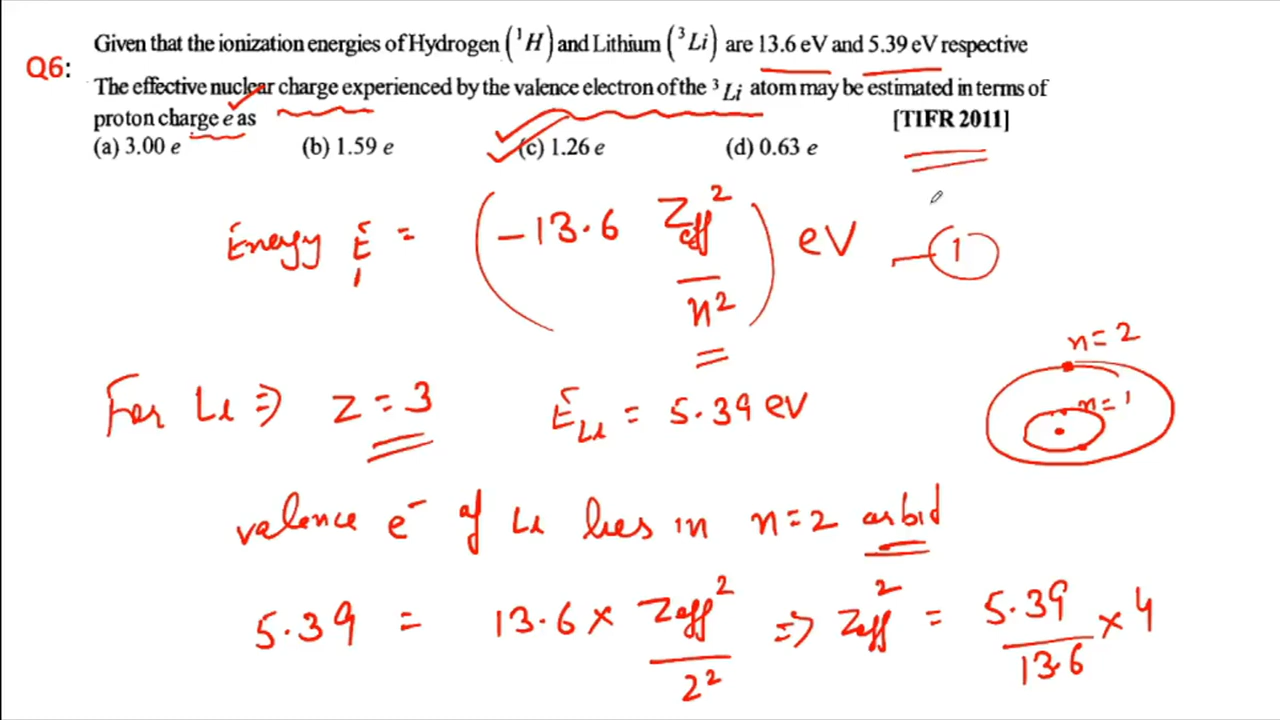 Q6: Given that the ionization energies of Hydrogen (¹H) and Lithium (³Li) are 13.6 eV and 5.39 eV respective
The effective nuclear charge experienced by the valence electron of the ³Li atom may be estimated in terms of
proton charge e as [TIFR 2011]
(a) 3.00 e (b) 1.59 e (c) 1.26 e (d) 0.63 e
Energy E₁ = (-13.6 Zeff²/n²) eV — 1
n=2
n=1
For Li ⇒ Z = 3 E_Li = 5.39 eV
valence e⁻ of Li lies in n=2 orbid
5.39 = 13.6 × Zeff²/2² ⇒ Zeff² = 5.39/13.6 × 4